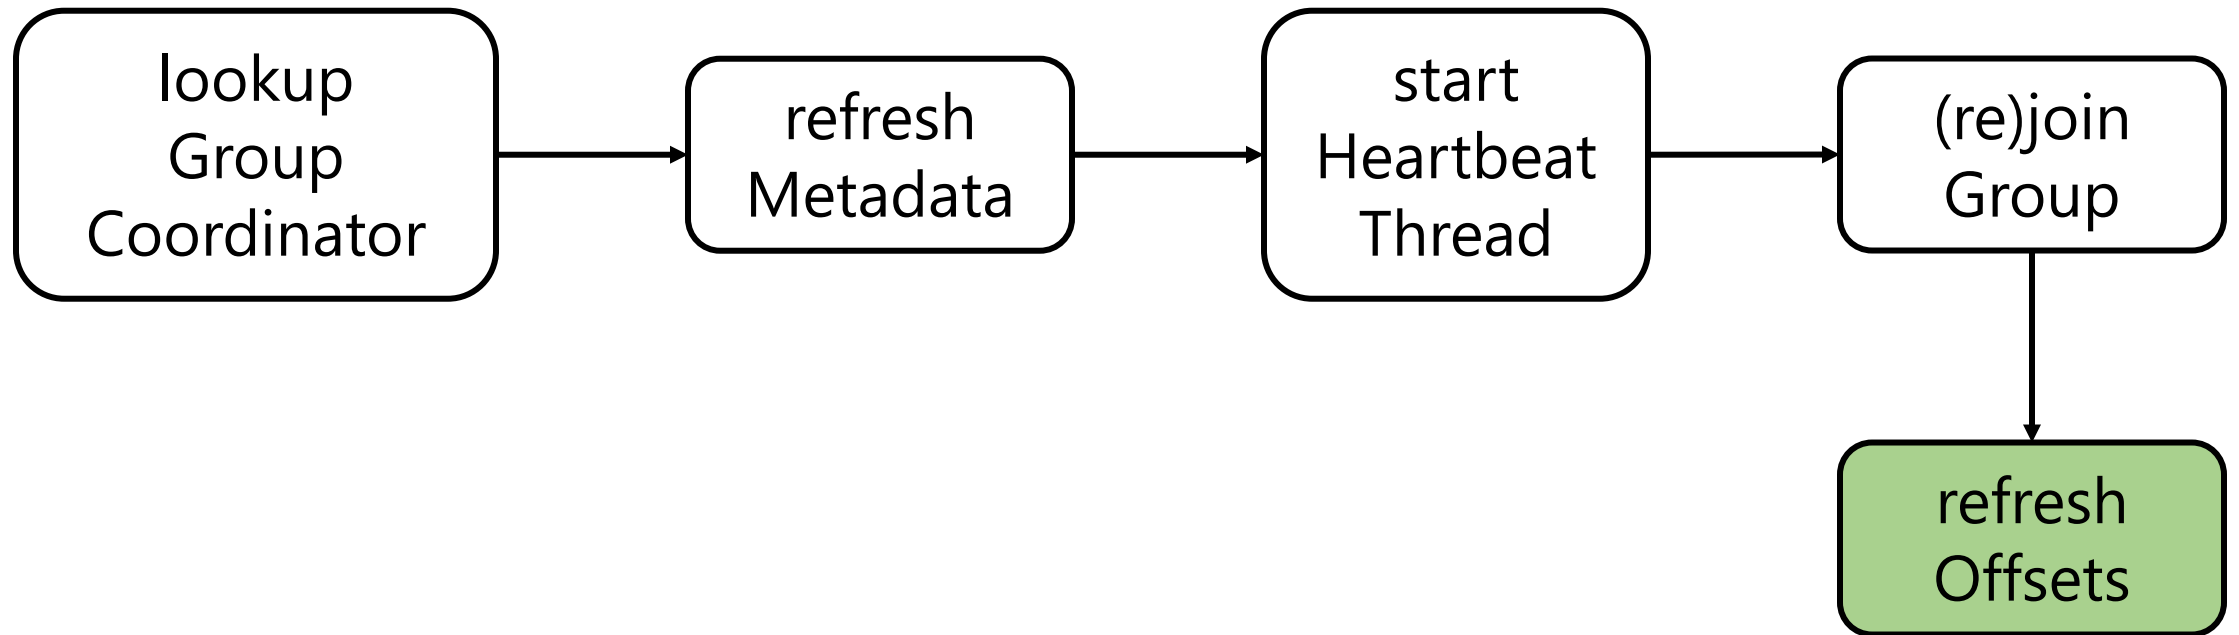 lookup
Group
Coordinator
refresh
Metadata
start
Heartbeat
Thread
(re)join
Group
refresh
Offsets